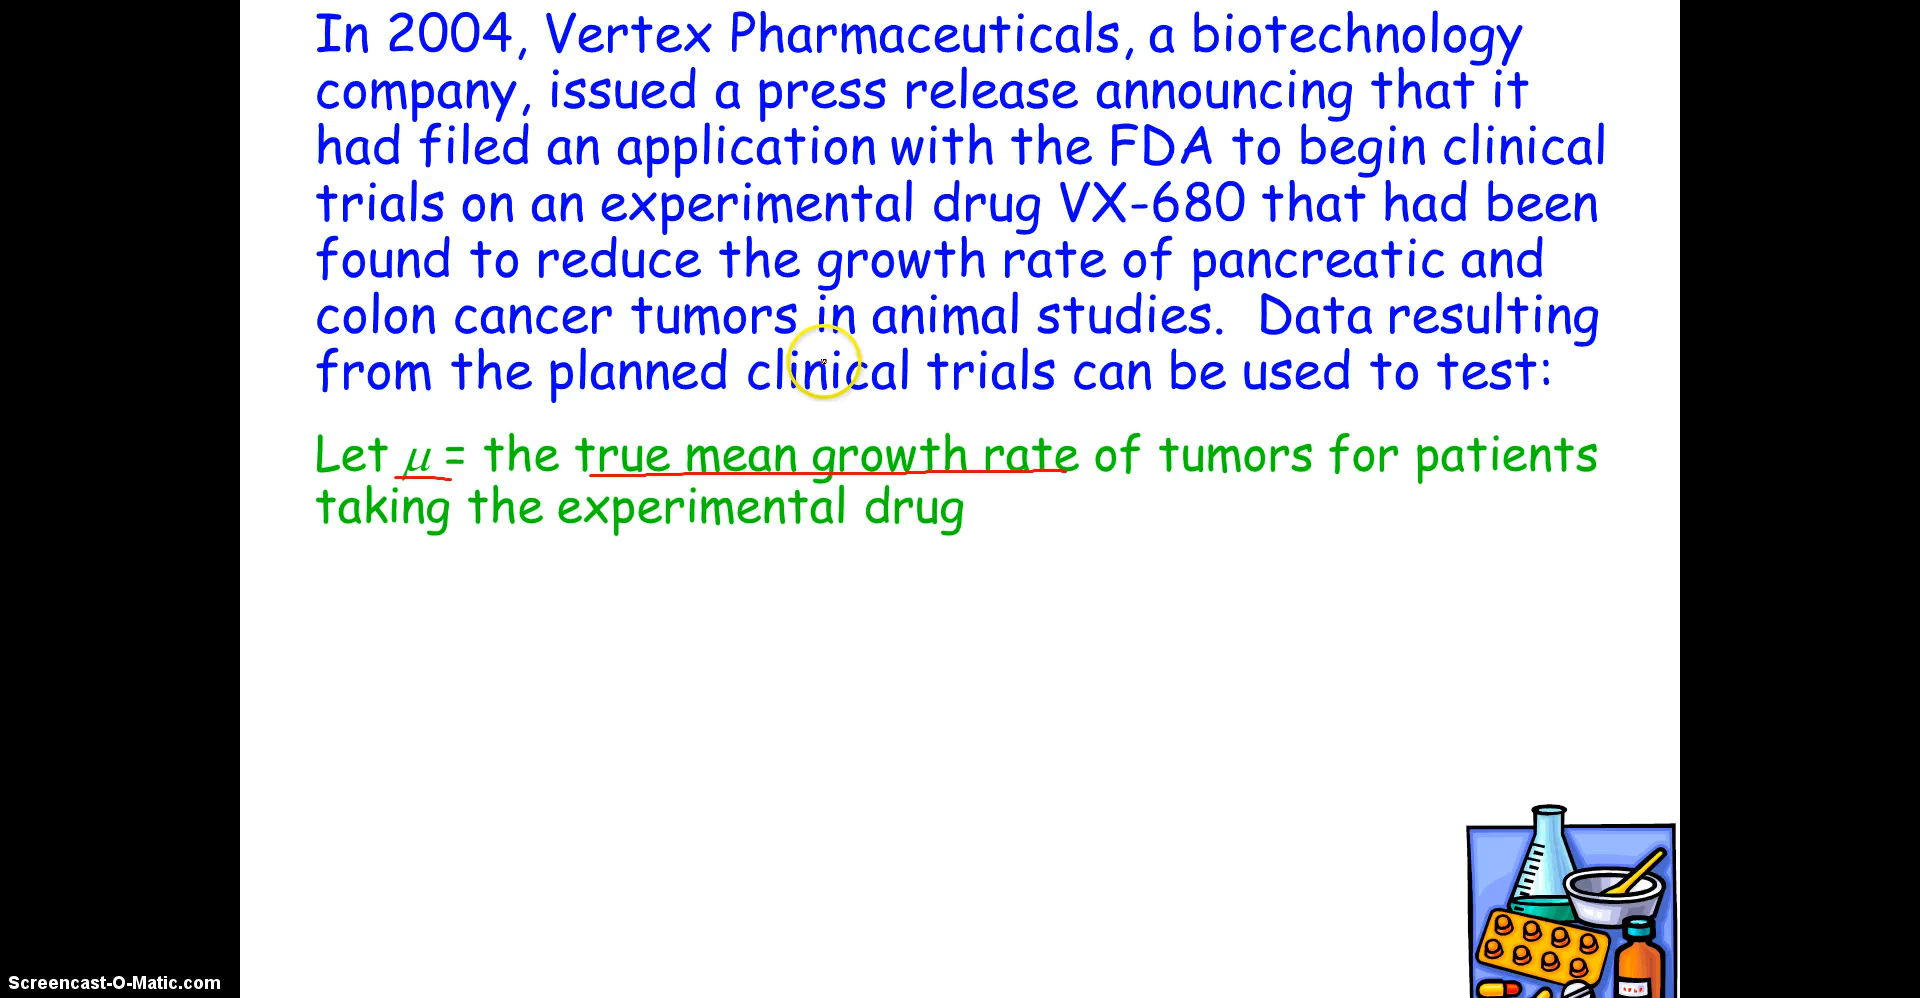 In 2004, Vertex Pharmaceuticals, a biotechnology
company, issued a press release announcing that it
had filed an application with the FDA to begin clinical
trials on an experimental drug VX-680 that had been
found to reduce the growth rate of pancreatic and
colon cancer tumors in animal studies. Data resulting
from the planned clinical trials can be used to test:
Let μ = the true mean growth rate of tumors for patients
taking the experimental drug
Screencast-O-Matic.com